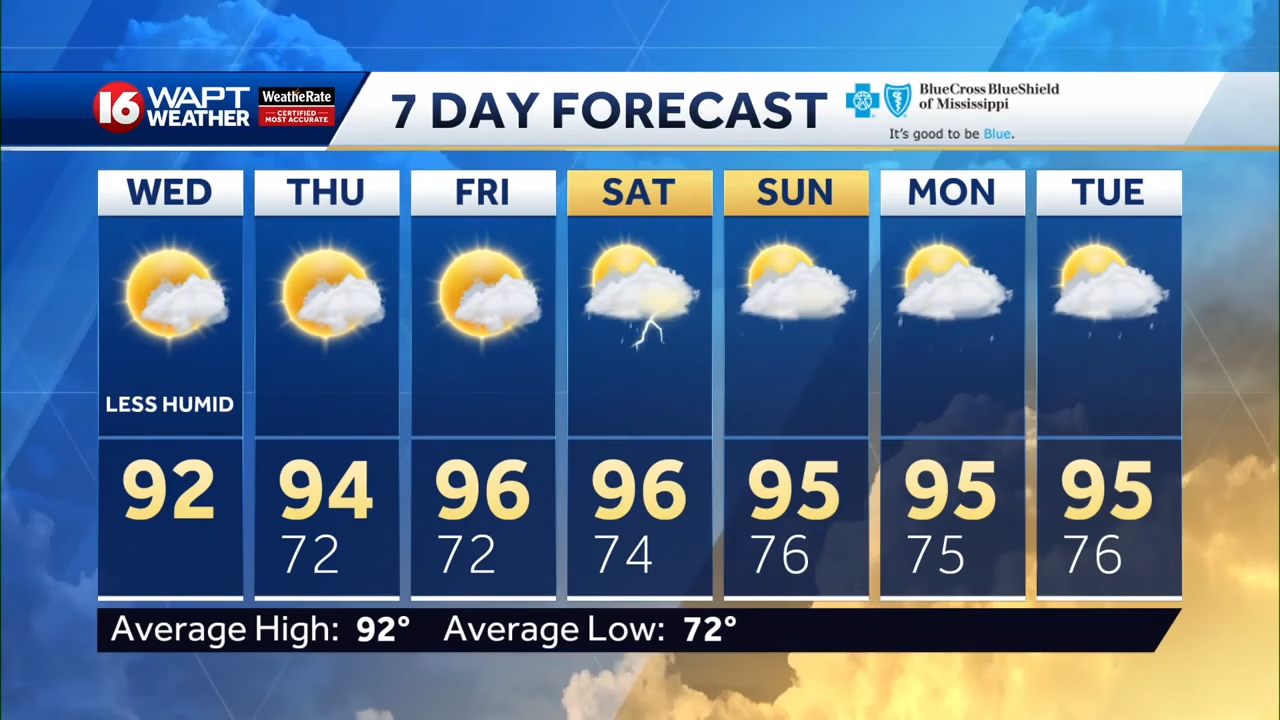 16 WAPT
WEATHER
WeatheRate
CERTIFIED
MOST ACCURATE
7 DAY FORECAST
BlueCross BlueShield
of Mississippi
It's good to be Blue.
WED THU FRI SAT SUN MON TUE
LESS HUMID
92 94 96 96 95 95 95
72 72 74 76 75 76
Average High: 92° Average Low: 72°